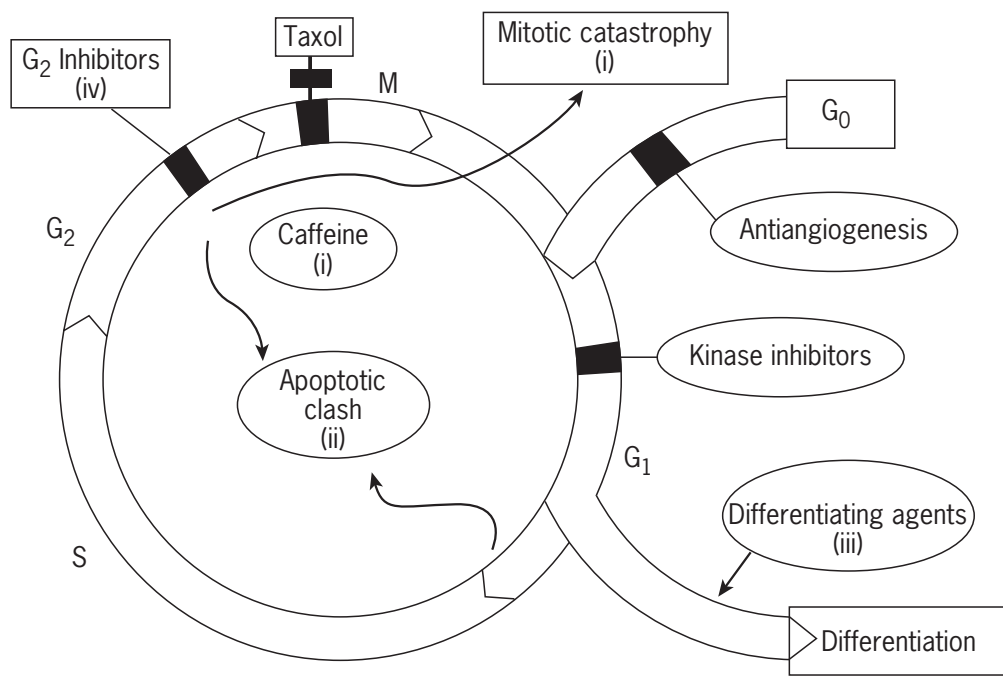 Taxol
Mitotic catastrophy
(i)
G₂ Inhibitors
(iv)
M
G₀
G₂
Caffeine
(i)
Antiangiogenesis
Kinase inhibitors
Apoptotic
clash
(ii)
G₁
Differentiating agents
(iii)
S
Differentiation